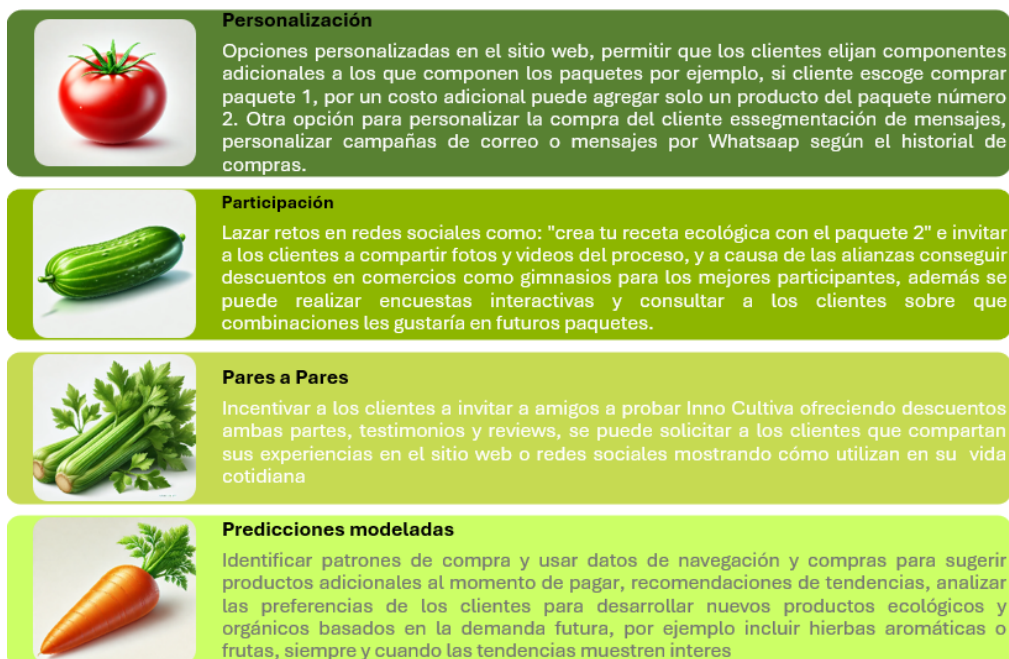 Personalización
Opciones personalizadas en el sitio web, permitir que los clientes elijan componentes
adicionales a los que componen los paquetes por ejemplo, si cliente escoge comprar
paquete 1, por un costo adicional puede agregar solo un producto del paquete número
2. Otra opción para personalizar la compra del cliente essegmentación de mensajes,
personalizar campañas de correo o mensajes por Whatsaap según el historial de
compras.
Participación
Lazar retos en redes sociales como: "crea tu receta ecológica con el paquete 2" e invitar
a los clientes a compartir fotos y videos del proceso, y a causa de las alianzas conseguir
descuentos en comercios como gimnasios para los mejores participantes, además se
puede realizar encuestas interactivas y consultar a los clientes sobre que
combinaciones les gustaría en futuros paquetes.
Pares a Pares
Incentivar a los clientes a invitar a amigos a probar Inno Cultiva ofreciendo descuentos
ambas partes, testimonios y reviews, se puede solicitar a los clientes que compartan
sus experiencias en el sitio web o redes sociales mostrando cómo utilizan en su vida
cotidiana
Predicciones modeladas
Identificar patrones de compra y usar datos de navegación y compras para sugerir
productos adicionales al momento de pagar, recomendaciones de tendencias, analizar
las preferencias de los clientes para desarrollar nuevos productos ecológicos y
orgánicos basados en la demanda futura, por ejemplo incluir hierbas aromáticas o
frutas, siempre y cuando las tendencias muestren interes